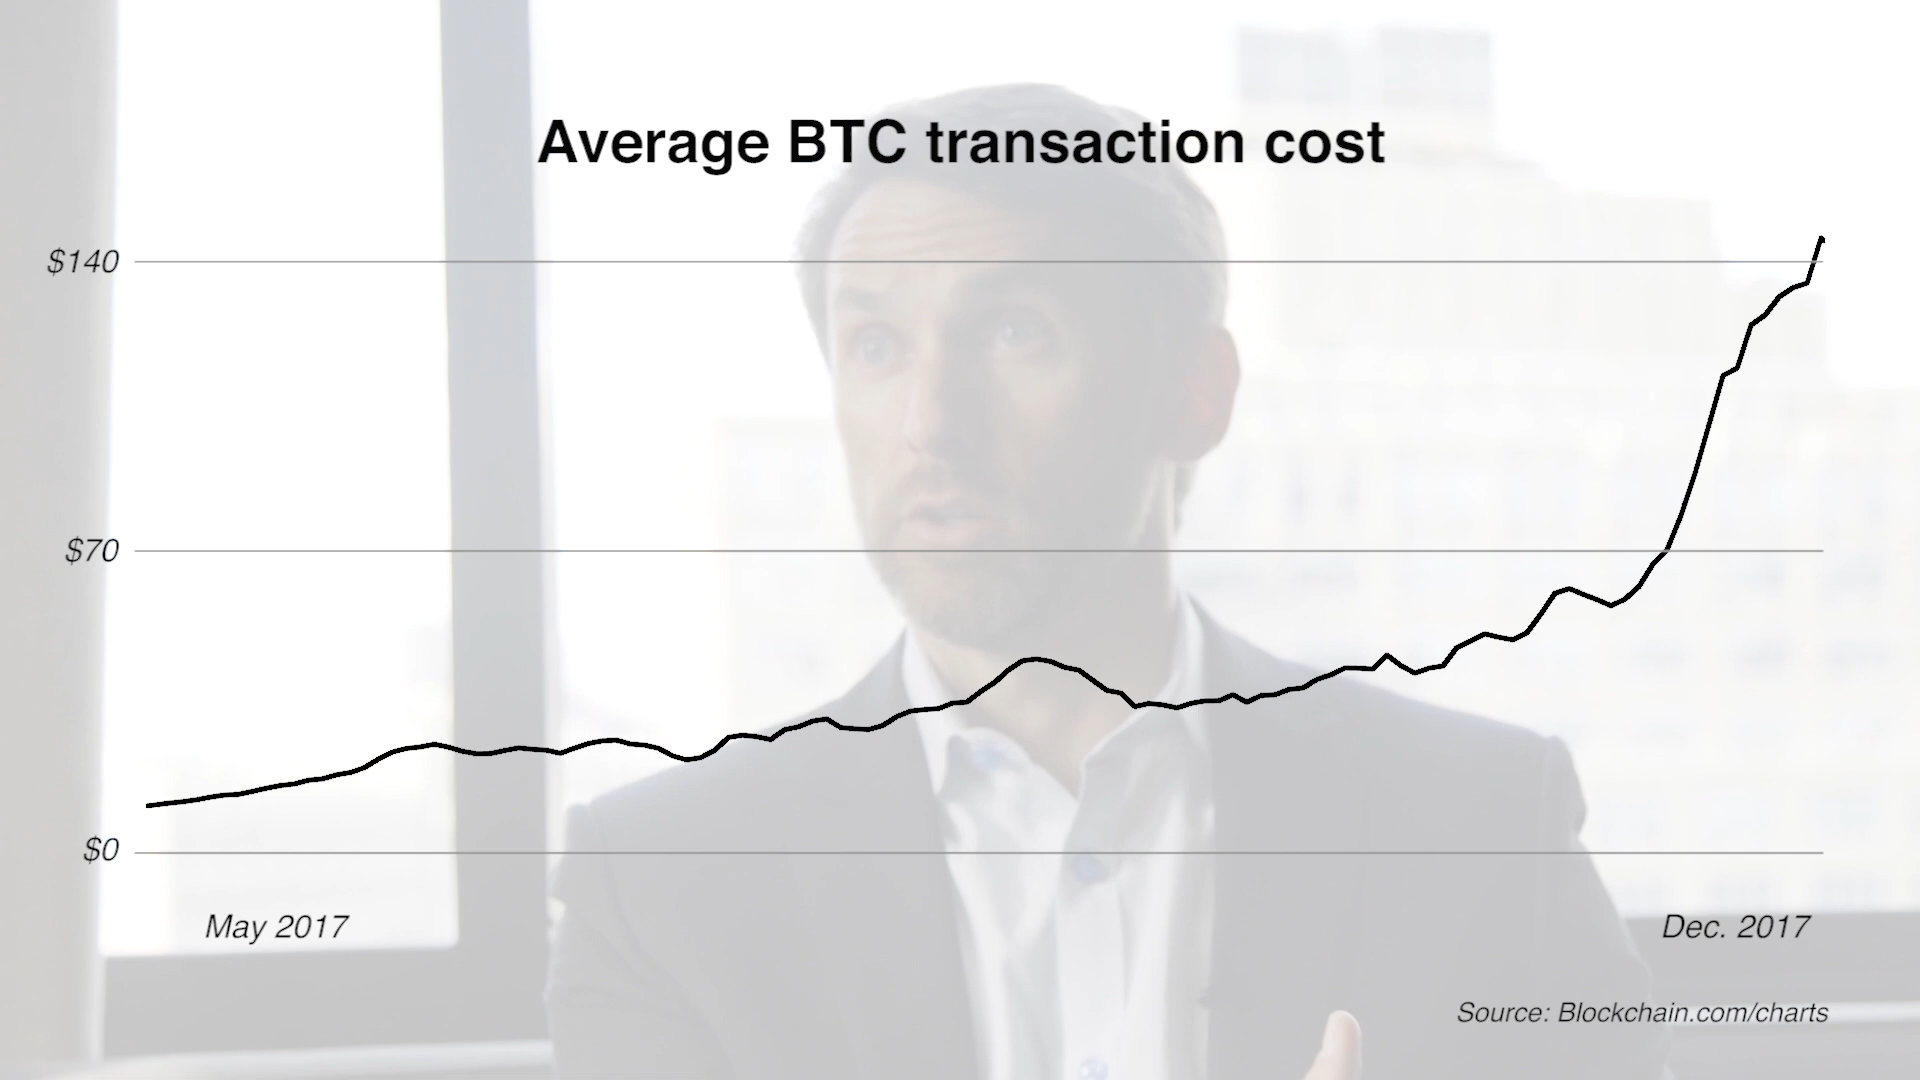 Average BTC transaction cost
$140
$70
$0
May 2017
Dec. 2017
Source: Blockchain.com/charts